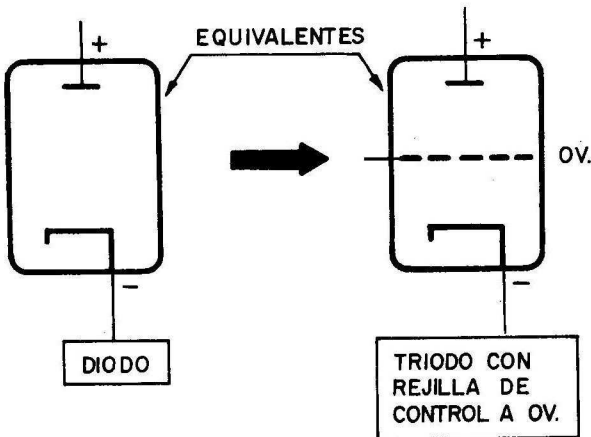 EQUIVALENTES
+
+
OV.
-
-
DIODO
TRIODO CON
REJILLA DE
CONTROL A OV.